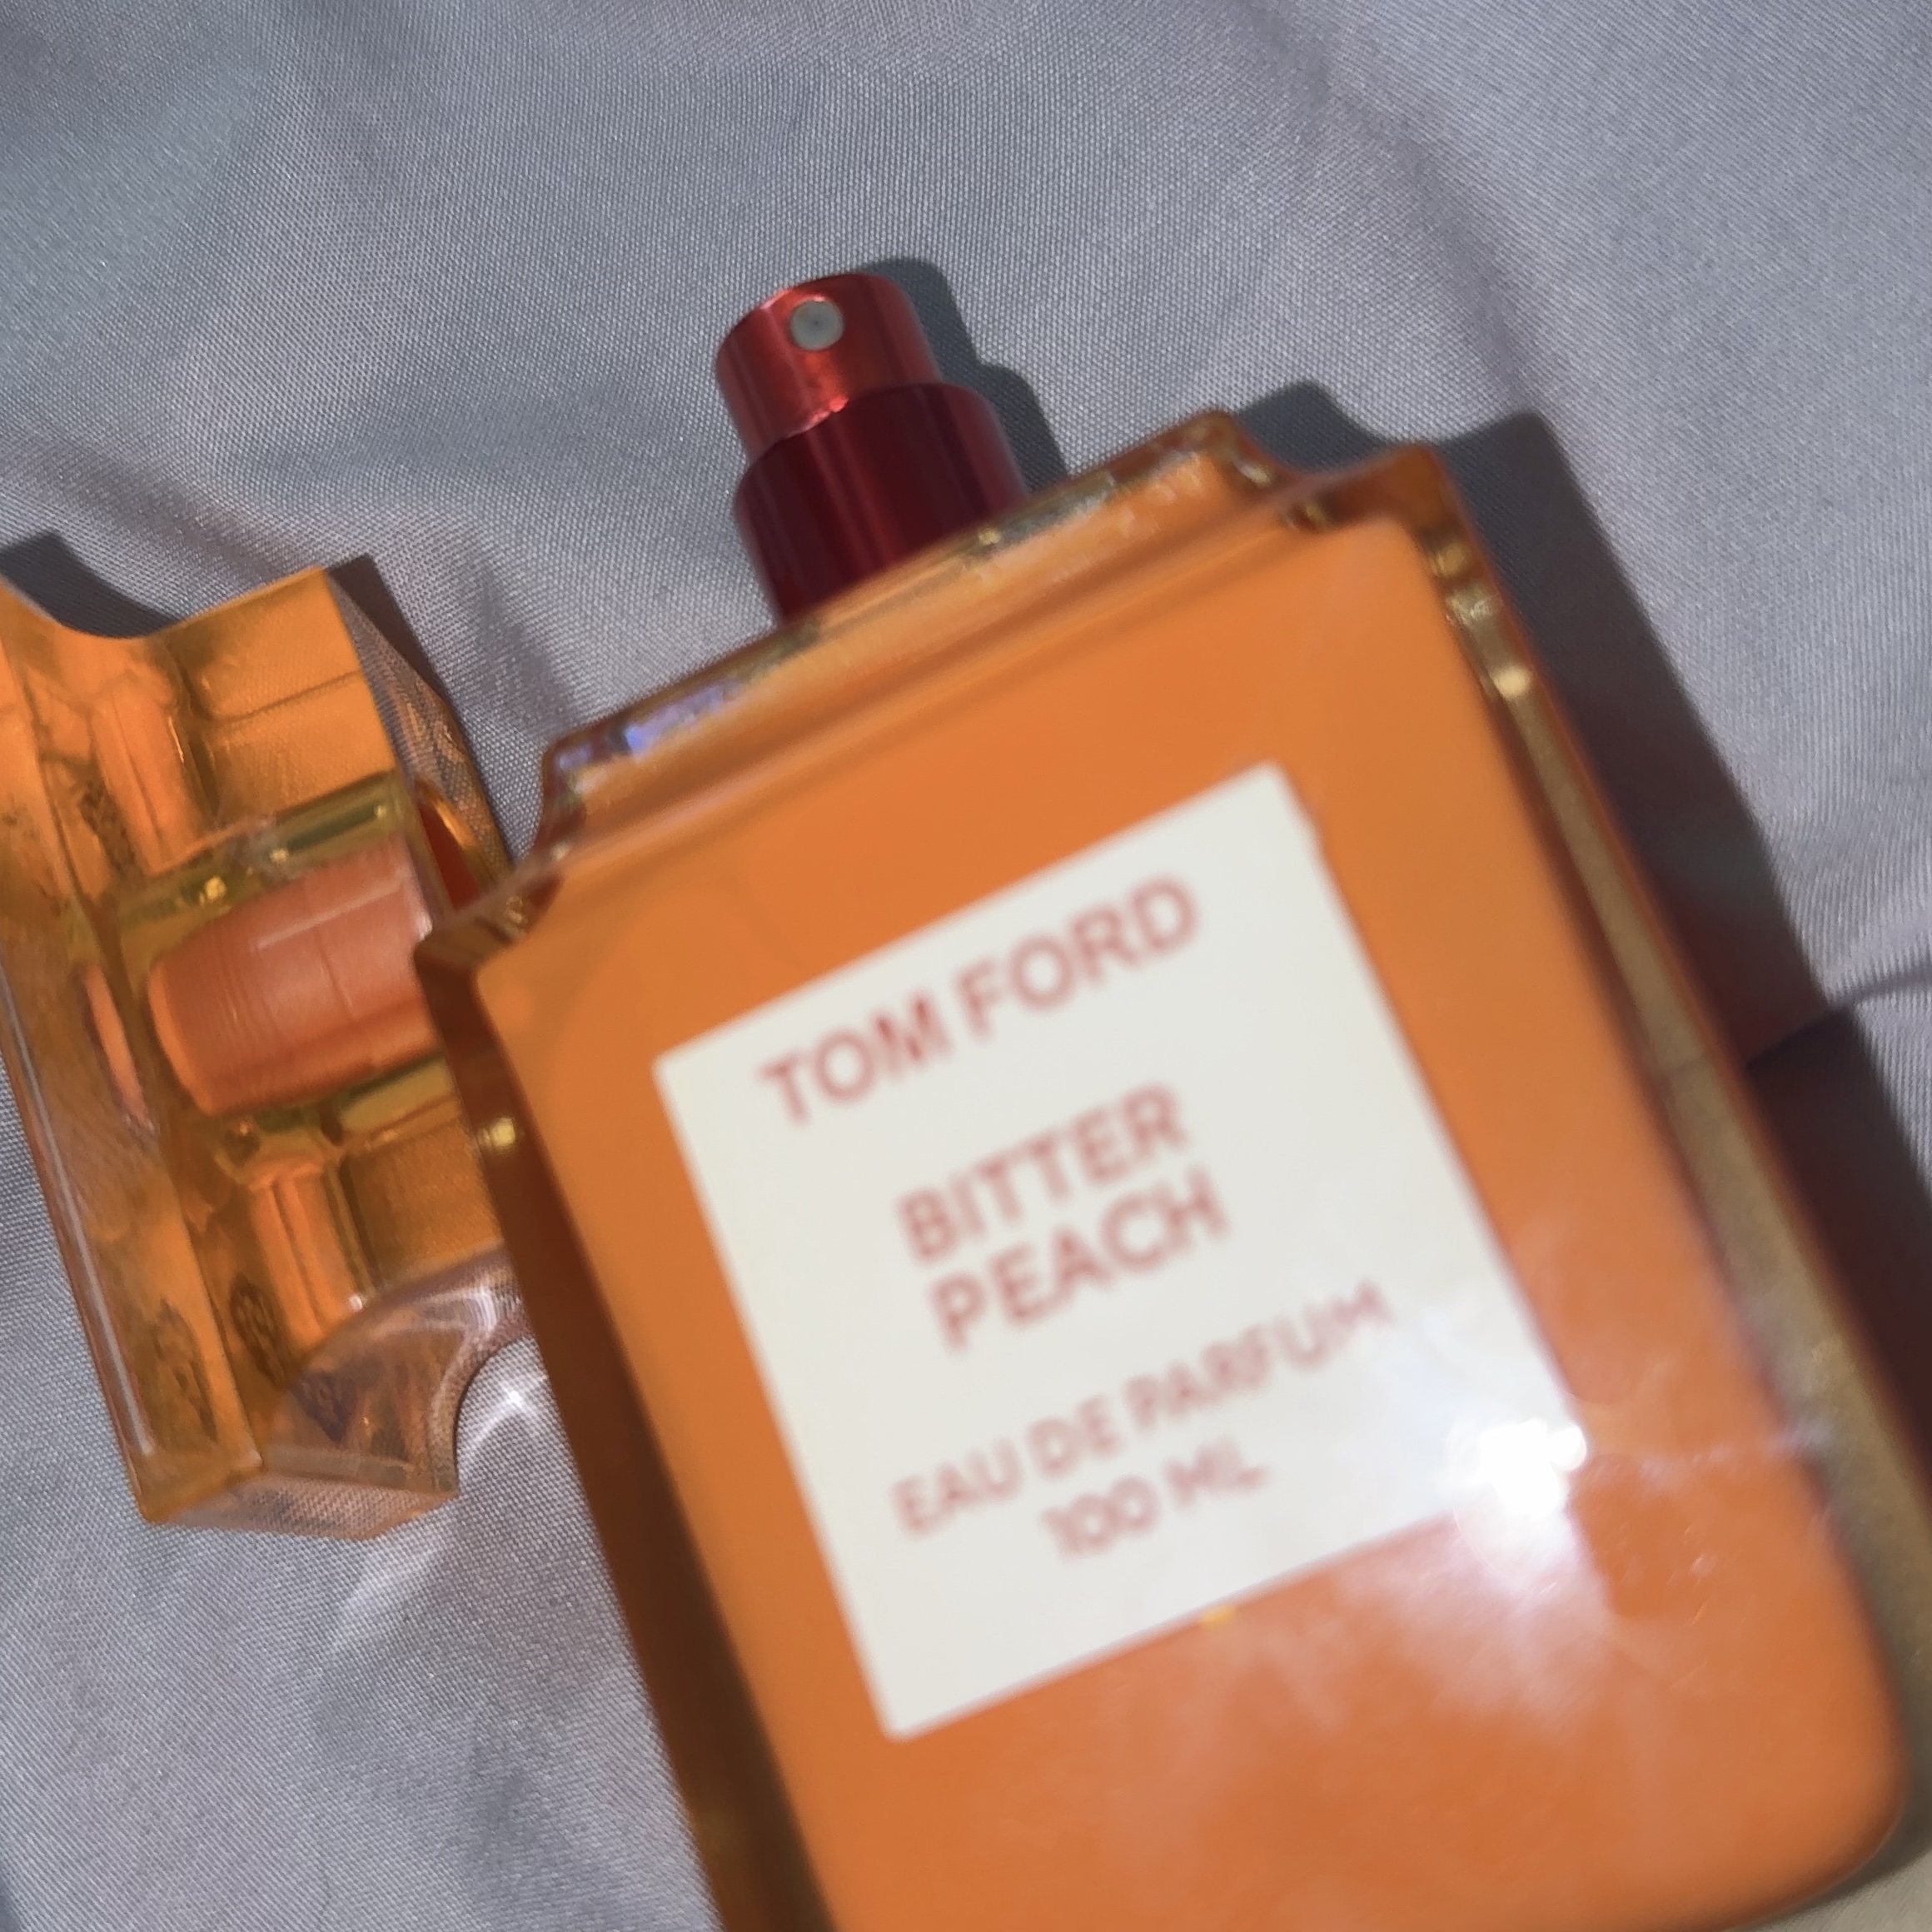 TOM FORD
BITTER
PEACH
EAU DE PARFUM
100 ML